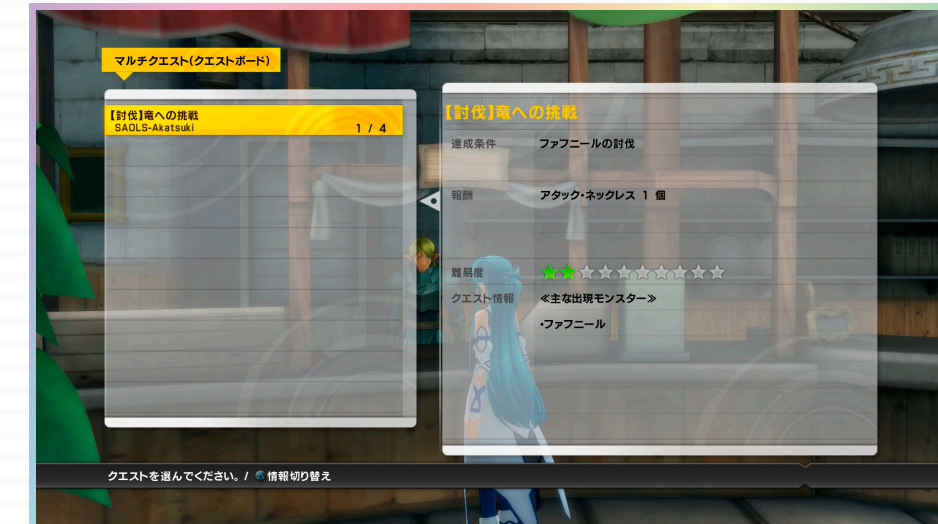 マルチクエスト(クエストボード)
【討伐】竜への挑戦
SAOLS-Akatsuki 1 / 4
【討伐】竜への挑戦
達成条件 ファフニールの討伐
報酬 アタック・ネックレス 1 個
難易度
クエスト情報 ≪主な出現モンスター≫
・ファフニール
クエストを選んでください。 / 情報切り替え